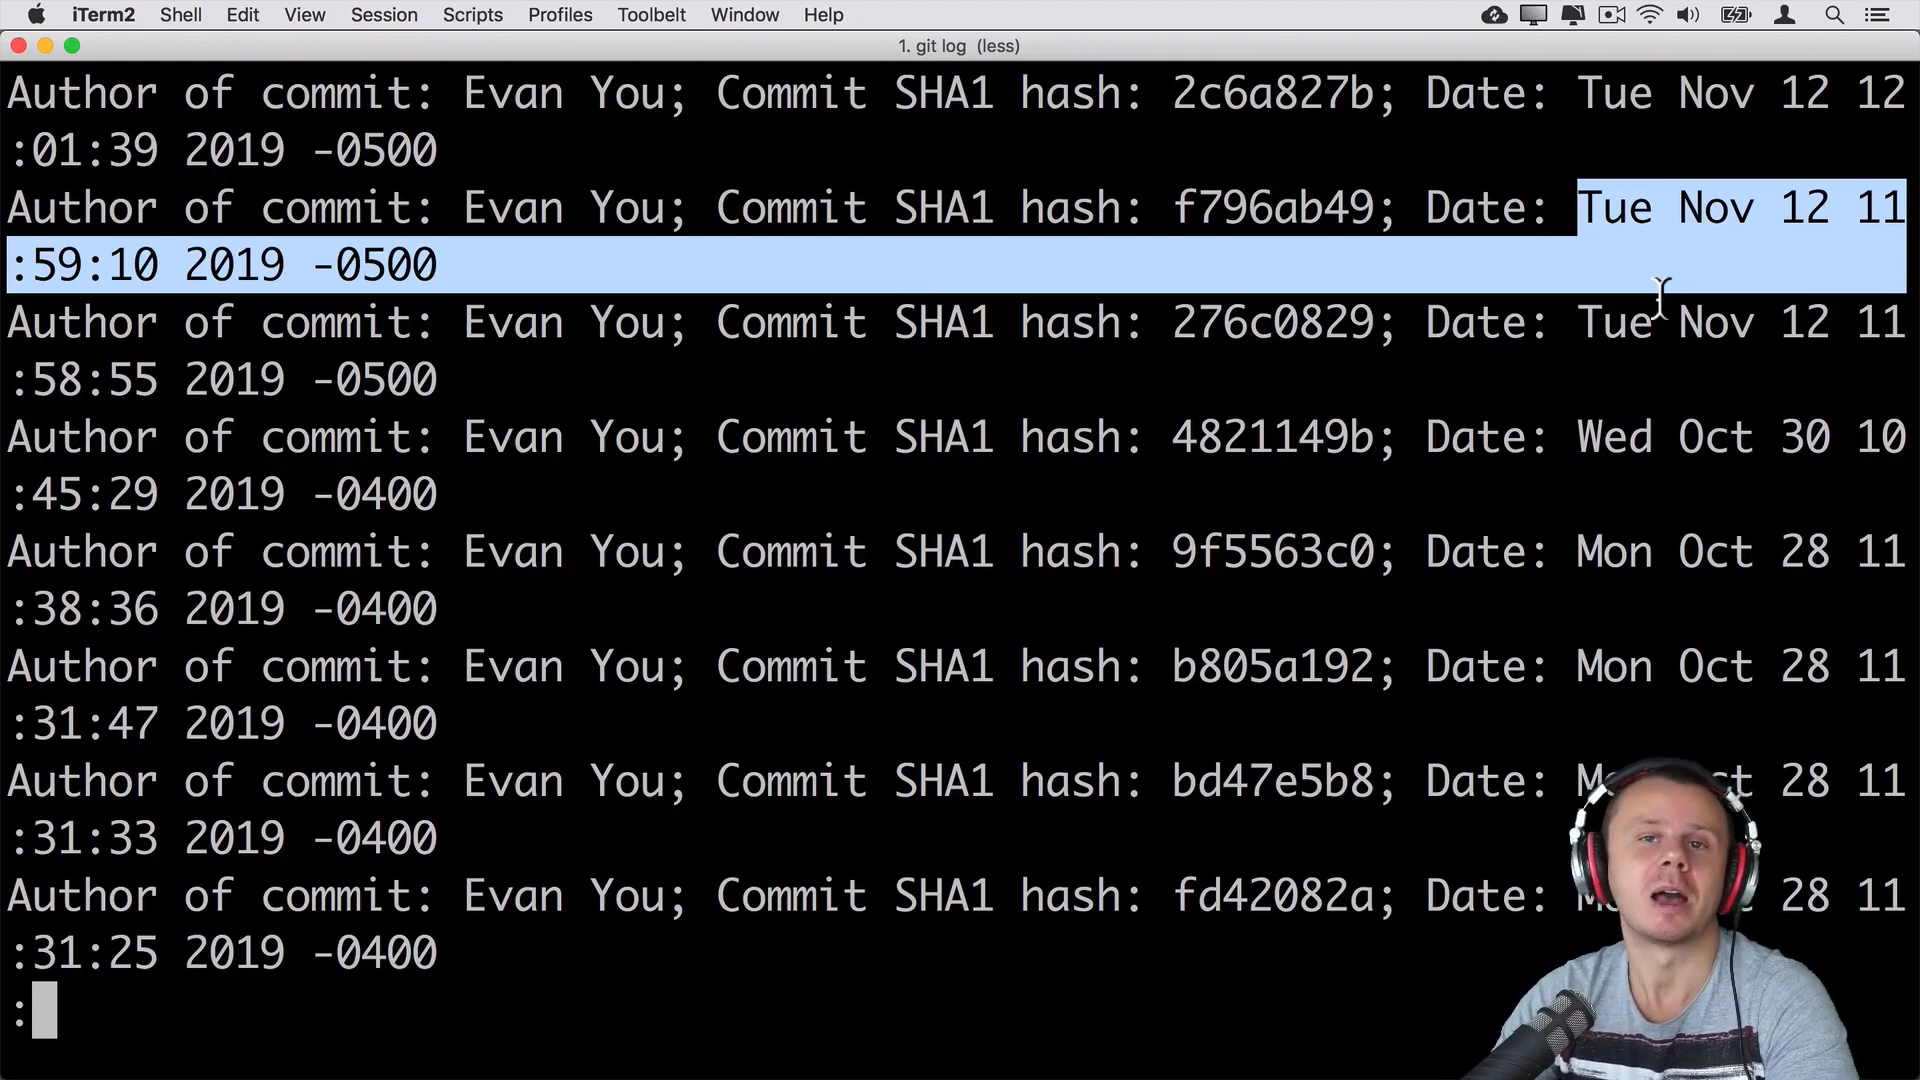 iTerm2 Shell Edit View Session Scripts Profiles Toolbelt Window Help
1. git log (less)
Author of commit: Evan You; Commit SHA1 hash: 2c6a827b; Date: Tue Nov 12 12
:01:39 2019 -0500
Author of commit: Evan You; Commit SHA1 hash: f796ab49; Date: Tue Nov 12 11
:59:10 2019 -0500
Author of commit: Evan You; Commit SHA1 hash: 276c0829; Date: Tue Nov 12 11
:58:55 2019 -0500
Author of commit: Evan You; Commit SHA1 hash: 4821149b; Date: Wed Oct 30 10
:45:29 2019 -0400
Author of commit: Evan You; Commit SHA1 hash: 9f5563c0; Date: Mon Oct 28 11
:38:36 2019 -0400
Author of commit: Evan You; Commit SHA1 hash: b805a192; Date: Mon Oct 28 11
:31:47 2019 -0400
Author of commit: Evan You; Commit SHA1 hash: bd47e5b8; Date: 28 11
:31:33 2019 -0400
Author of commit: Evan You; Commit SHA1 hash: fd42082a; Date: 28 11
:31:25 2019 -0400
: